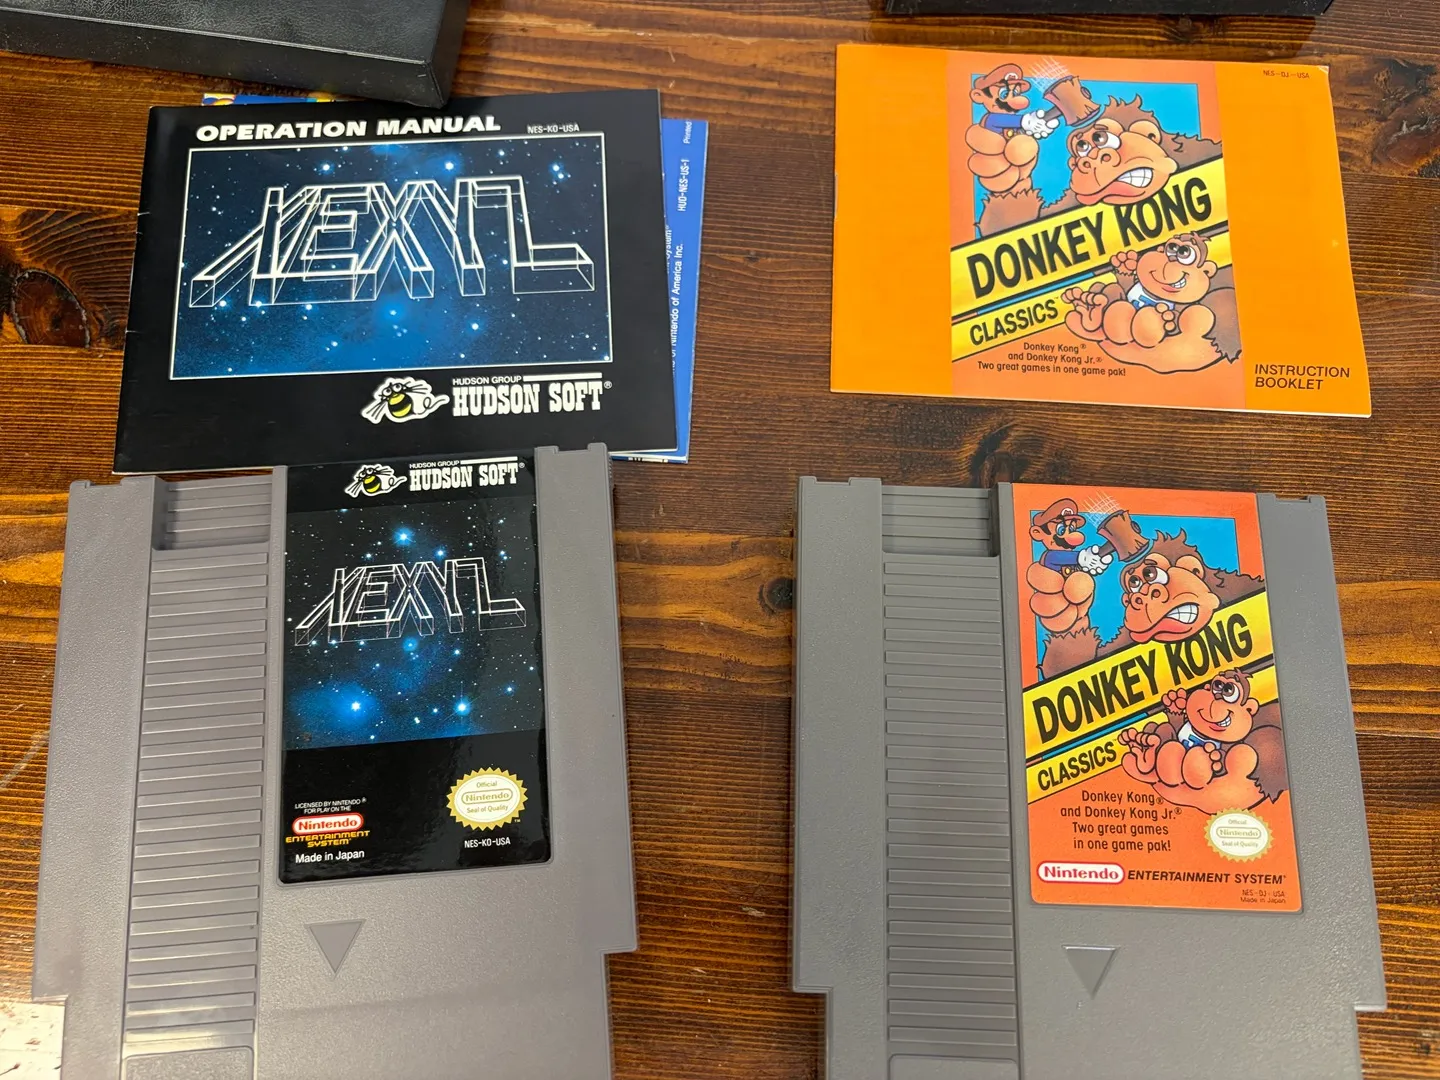 OPERATION MANUAL
NES-KO-USA
XEXYZ
HUDSON GROUP
HUDSON SOFT®
HUD-NES-US-1
Printed
of Nintendo of America Inc.
NES-DJ-USA
DONKEY KONG
CLASSICS™
Donkey Kong®
and Donkey Kong Jr.®
Two great games in one game pak!
INSTRUCTION
BOOKLET
HUDSON GROUP
HUDSON SOFT®
XEXYZ
LICENSED BY NINTENDO®
FOR PLAY ON THE
Nintendo
ENTERTAINMENT
SYSTEM™
Made in Japan
Official
Nintendo
Seal of Quality
NES-KO-USA
DONKEY KONG
CLASSICS™
Donkey Kong®
and Donkey Kong Jr.®
Two great games
in one game pak!
Official
Nintendo
Seal of Quality
Nintendo ENTERTAINMENT SYSTEM®
NES-DJ-USA
Made in Japan